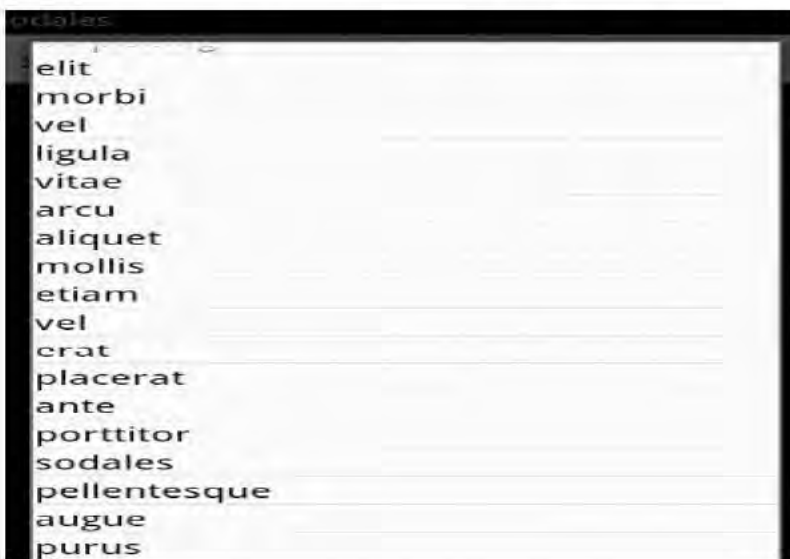 odales
elit
morbi
vel
ligula
vitae
arcu
aliquet
mollis
etiam
vel
erat
placerat
ante
porttitor
sodales
pellentesque
augue
purus